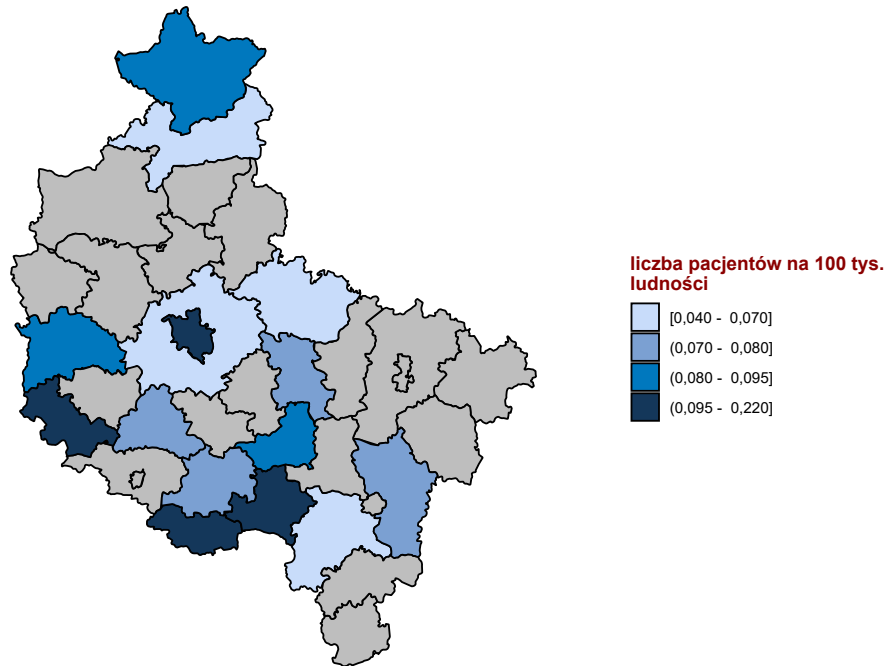 liczba pacjentów na 100 tys.
ludności
[0,040 - 0,070]
(0,070 - 0,080]
(0,080 - 0,095]
(0,095 - 0,220]